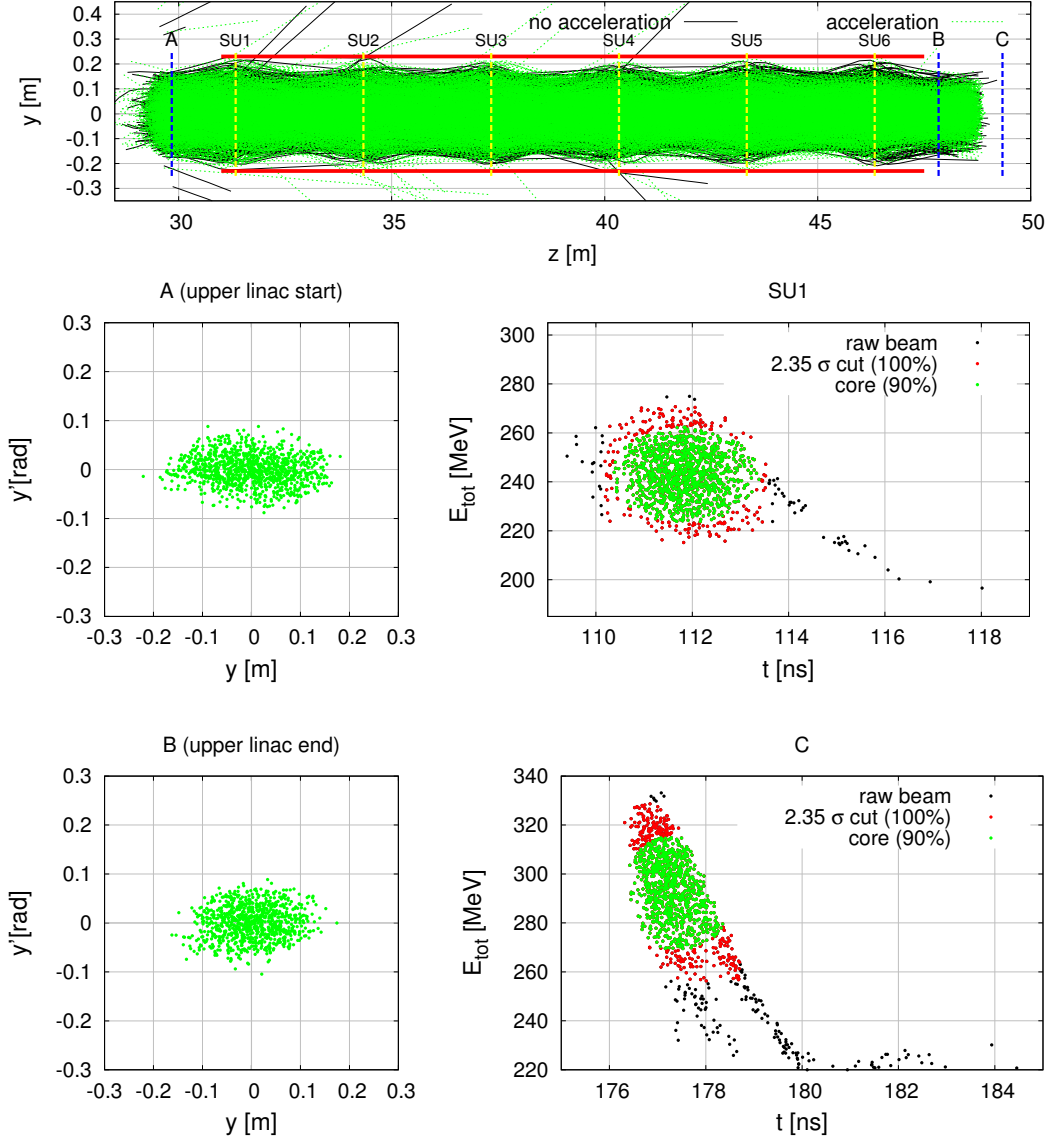 no acceleration acceleration
A SU1 SU2 SU3 SU4 SU5 SU6 B C
0.4
0.3
0.2
0.1
0
-0.1
-0.2
-0.3
y [m]
30 35 40 45 50
z [m]
A (upper linac start)
0.3
0.2
0.1
0
-0.1
-0.2
-0.3
y'[rad]
-0.3 -0.2 -0.1 0 0.1 0.2 0.3
y [m]
SU1
raw beam
2.35 σ cut (100%)
core (90%)
300
280
260
240
220
200
E_tot [MeV]
110 112 114 116 118
t [ns]
B (upper linac end)
0.3
0.2
0.1
0
-0.1
-0.2
-0.3
y'[rad]
-0.3 -0.2 -0.1 0 0.1 0.2 0.3
y [m]
C
raw beam
2.35 σ cut (100%)
core (90%)
340
320
300
280
260
240
220
E_tot [MeV]
176 178 180 182 184
t [ns]